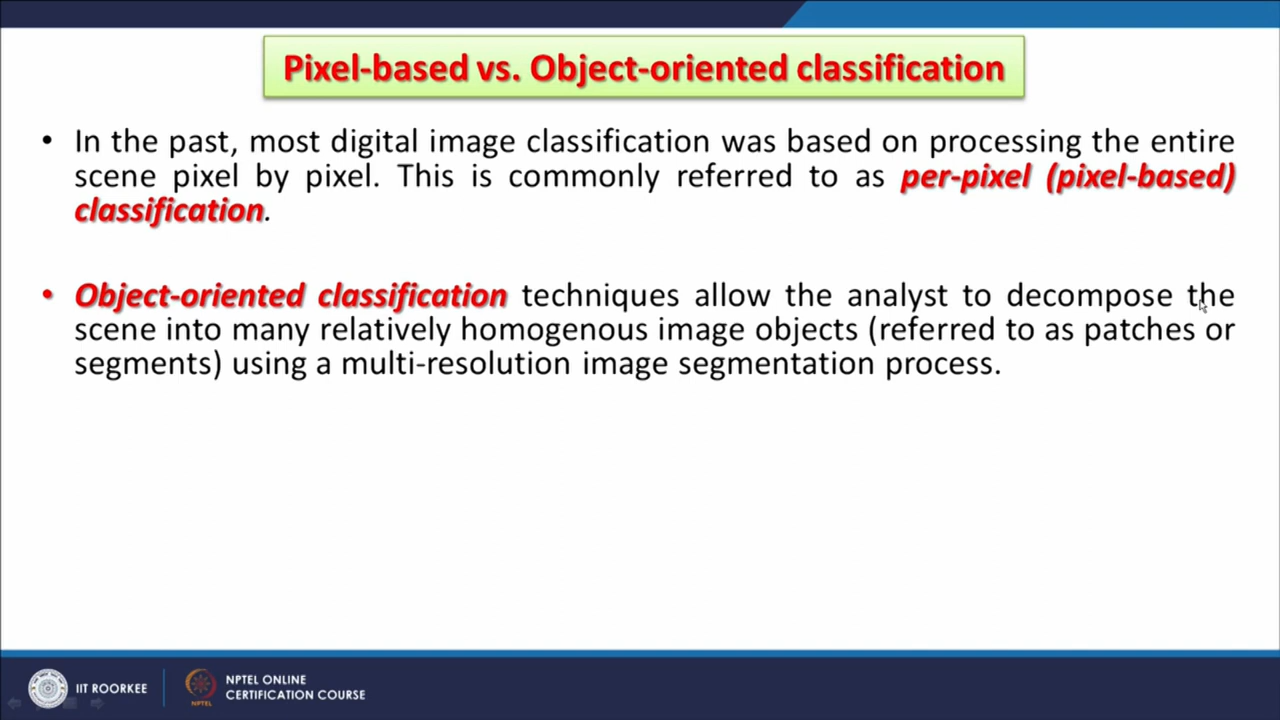 Pixel-based vs. Object-oriented classification
• In the past, most digital image classification was based on processing the entire
scene pixel by pixel. This is commonly referred to as per-pixel (pixel-based)
classification.
• Object-oriented classification techniques allow the analyst to decompose the
scene into many relatively homogenous image objects (referred to as patches or
segments) using a multi-resolution image segmentation process.
IIT ROORKEE
NPTEL
NPTEL ONLINE
CERTIFICATION COURSE